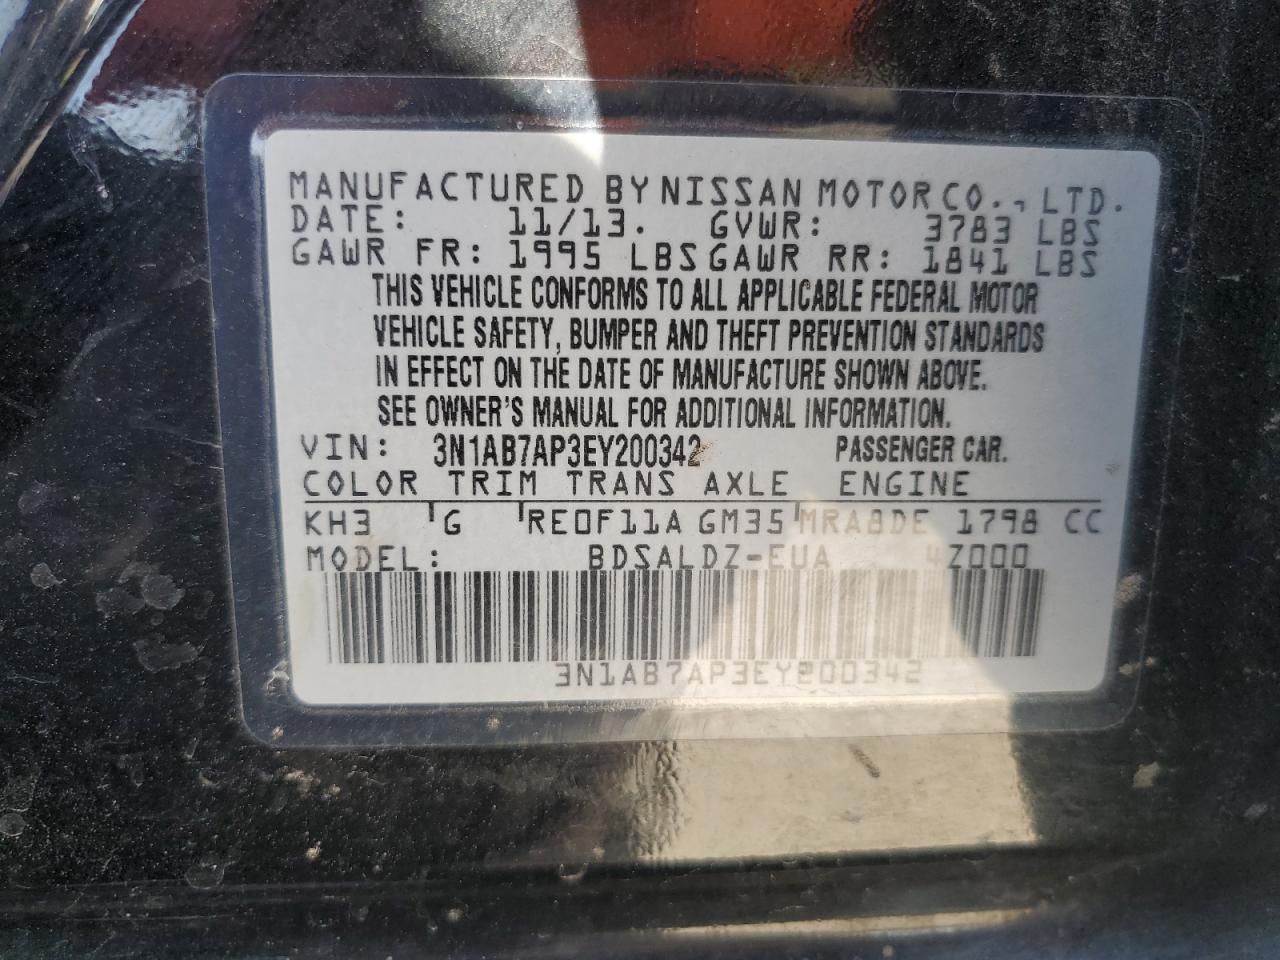 MANUFACTURED BY NISSAN MOTOR CO., LTD.
DATE: 11/13. GVWR: 3783 LBS
GAWR FR: 1995 LBS GAWR RR: 1841 LBS
THIS VEHICLE CONFORMS TO ALL APPLICABLE FEDERAL MOTOR
VEHICLE SAFETY, BUMPER AND THEFT PREVENTION STANDARDS
IN EFFECT ON THE DATE OF MANUFACTURE SHOWN ABOVE.
SEE OWNER'S MANUAL FOR ADDITIONAL INFORMATION.
VIN: 3N1AB7AP3EY200342 PASSENGER CAR.
COLOR TRIM TRANS AXLE ENGINE
KH3 G RE0F11A GM35 MRA8DE 1798 CC
MODEL: BDSALDZ-EUA 4Z000
3N1AB7AP3EY200342